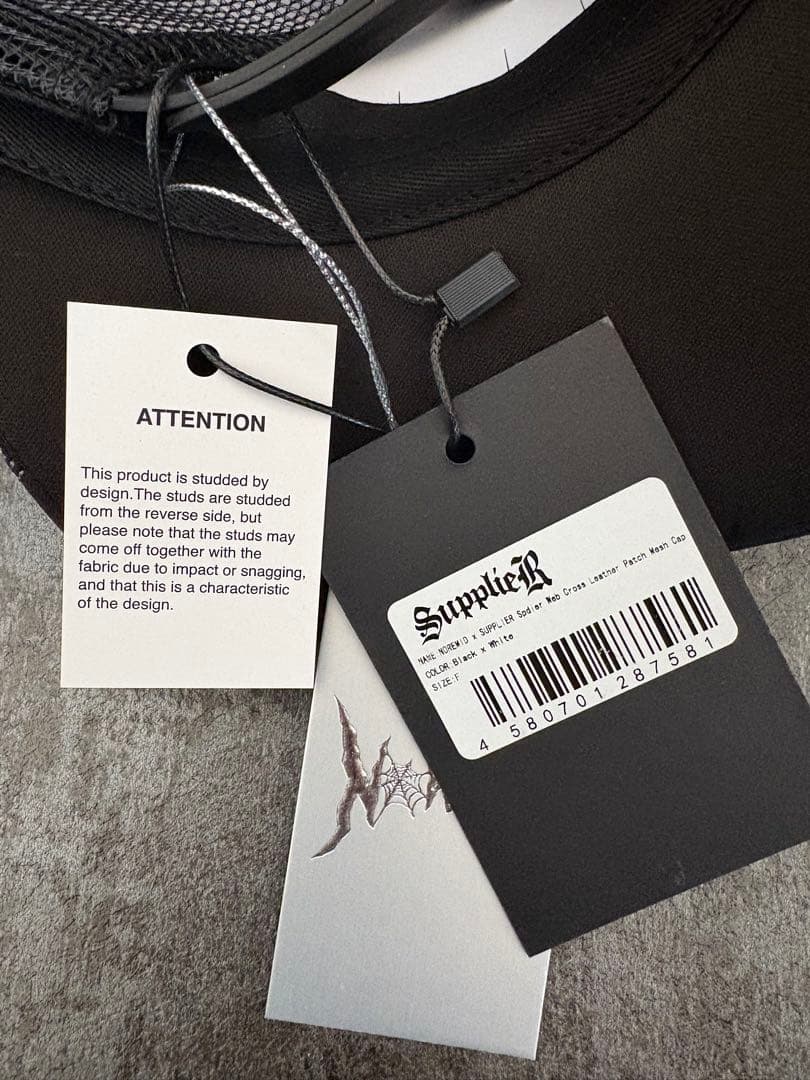 ATTENTION
This product is studded by
design.The studs are studded
from the reverse side, but
please note that the studs may
come off together with the
fabric due to impact or snagging,
and that this is a characteristic
of the design.
SupplieR
NAME:NOREMID x SUPPLIER Spdier Web Cross Leather Patch Mesh Cap
COLOR:Black x White
SIZE:F
4 580701 287581